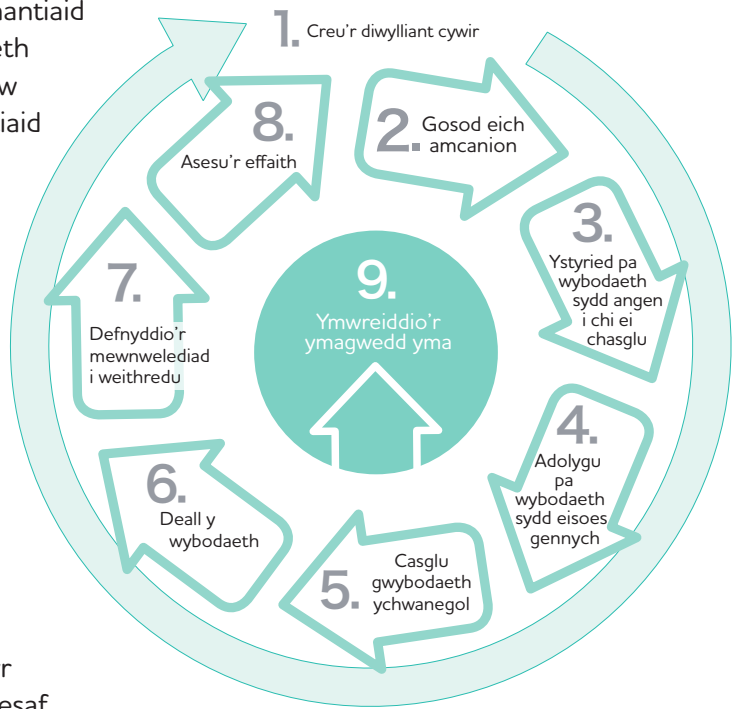 1. Creu'r diwylliant cywir
2. Gosod eich
amcanion
3.
Ystyried pa
wybodaeth
sydd angen
i chi ei
chasglu
4.
Adolygu
pa
wybodaeth
sydd eisoes
gennych
5. Casglu
gwybodaeth
ychwanegol
6.
Deall y
wybodaeth
7.
Defnyddio'r
mewnwelediad
i weithredu
8.
Asesu'r effaith
9.
Ymwreiddio'r
ymagwedd yma